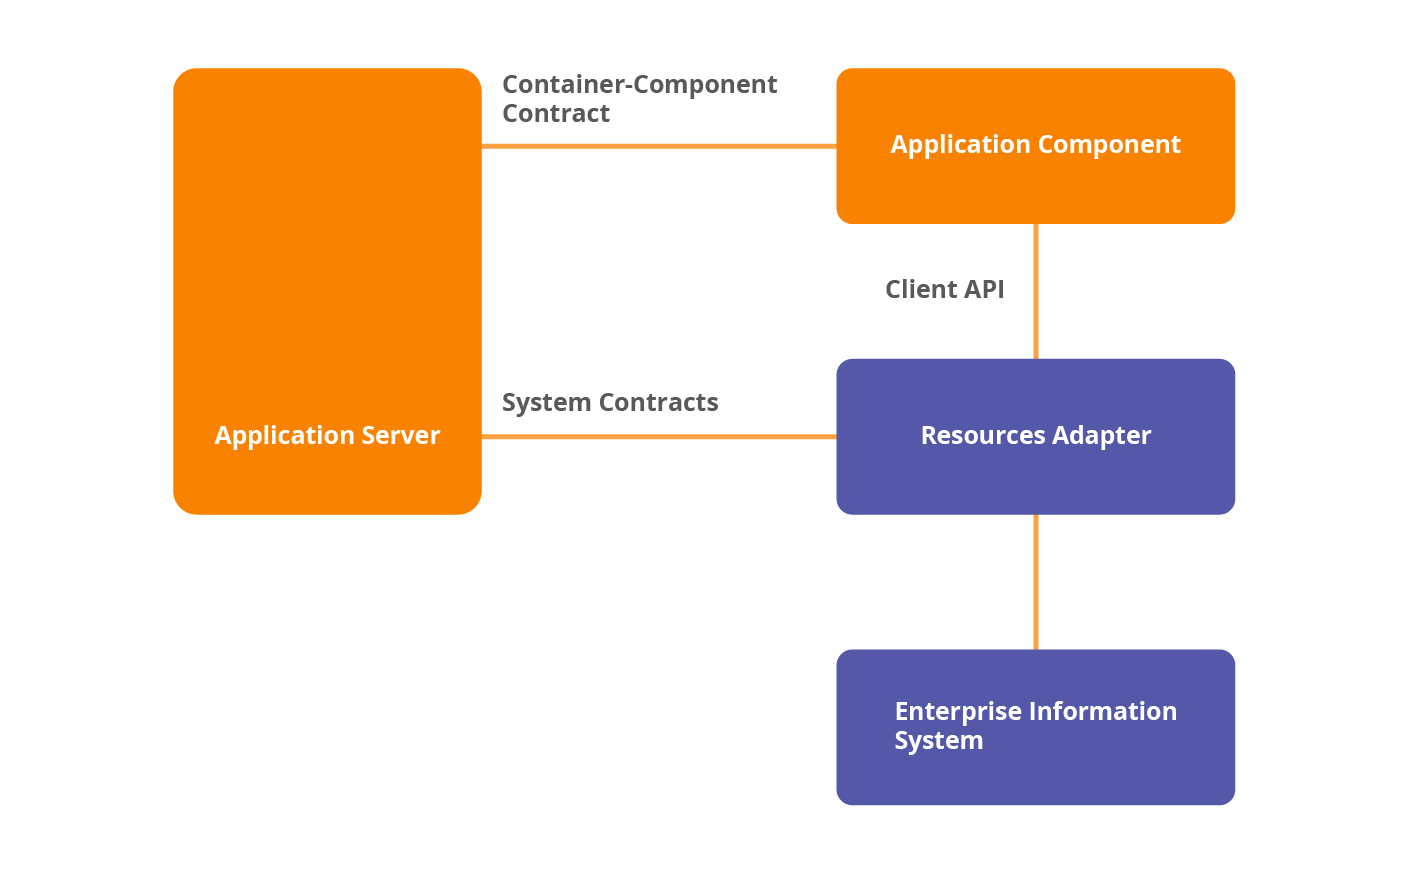 Container-Component
Contract
Application Component
Client API
System Contracts
Application Server
Resources Adapter
Enterprise Information
System